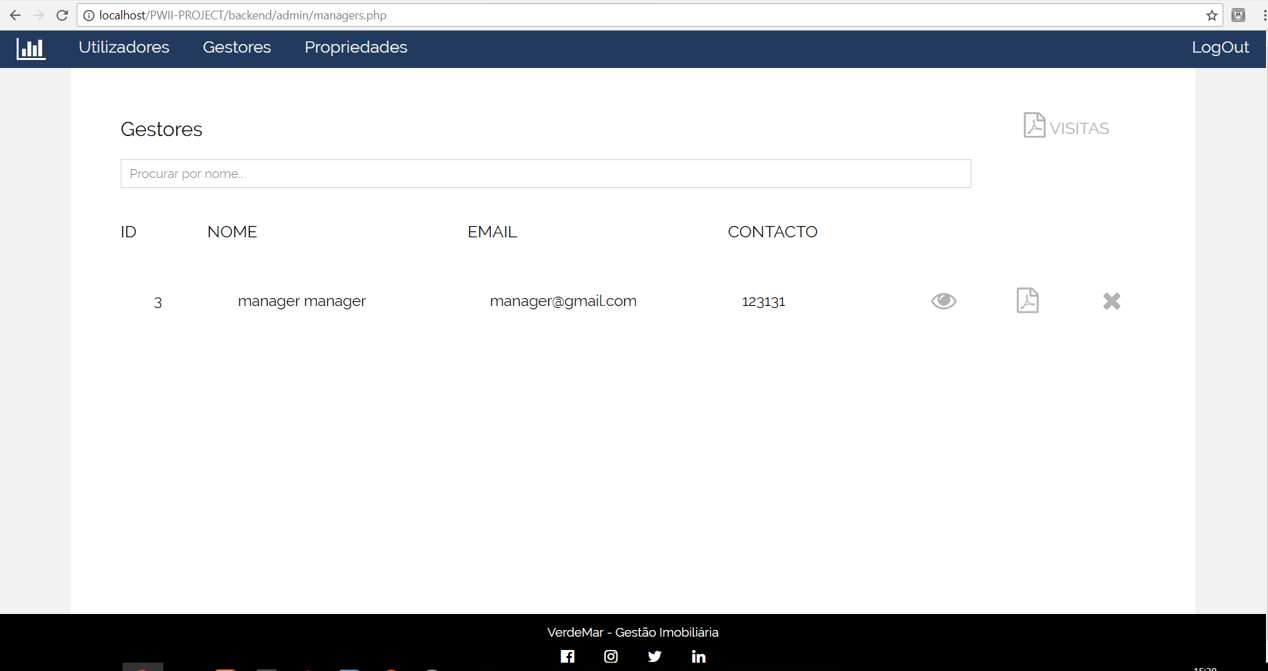 localhost/PWII-PROJECT/backend/admin/managers.php
Utilizadores Gestores Propriedades LogOut
Gestores
VISITAS
Procurar por nome..
ID NOME EMAIL CONTACTO
3 manager manager manager@gmail.com 123131
VerdeMar - Gestão Imobiliária